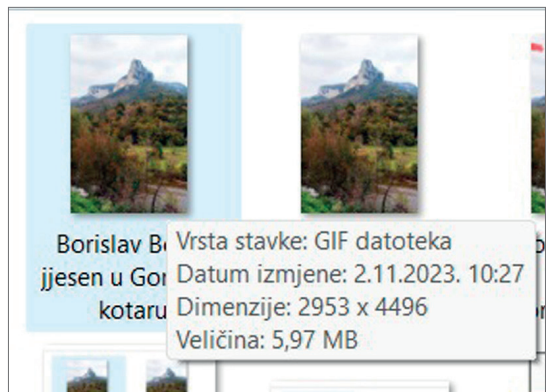 Borislav
jjesen u
kotaru
Vrsta stavke: GIF datoteka
Datum izmjene: 2.11.2023. 10:27
Dimenzije: 2953 x 4496
Veličina: 5,97 MB